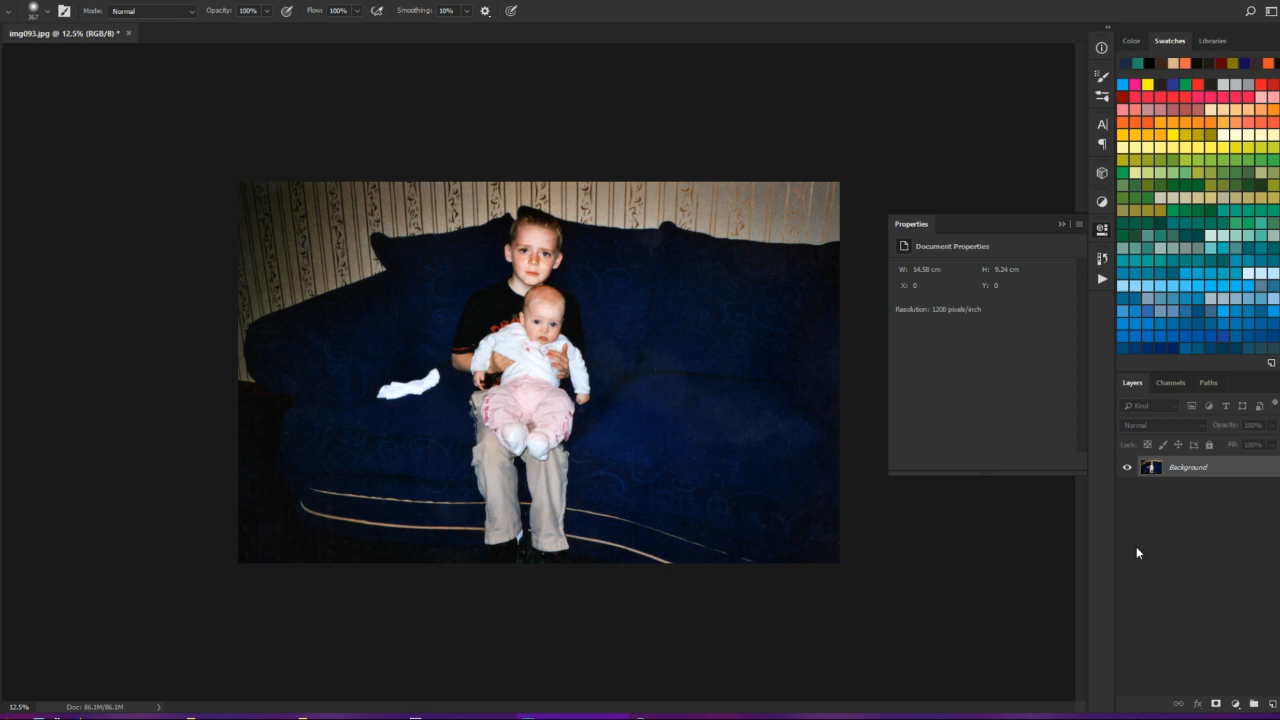 367 Mode: Normal Opacity: 100% Flow: 100% Smoothing: 10%
img093.jpg @ 12.5% (RGB/8) * ×
Color Swatches Libraries
Properties
Document Properties
W: 14.58 cm H: 9.24 cm
X: 0 Y: 0
Resolution: 1200 pixels/inch
Layers Channels Paths
Kind
Normal Opacity: 100%
Lock: Fill: 100%
Background
12.5% Doc: 86.1M/86.1M